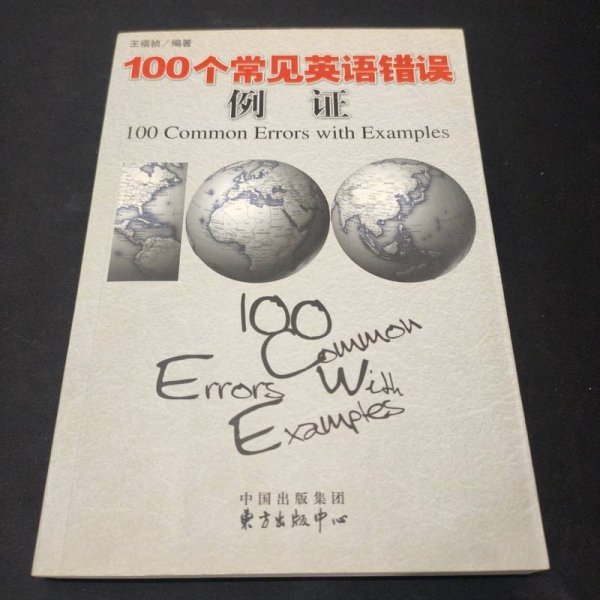 王福祯／编著
100个常见英语错误
例 证
100 Common Errors with Examples
100
Common
Errors With
Examples
中国出版集团
东方出版中心